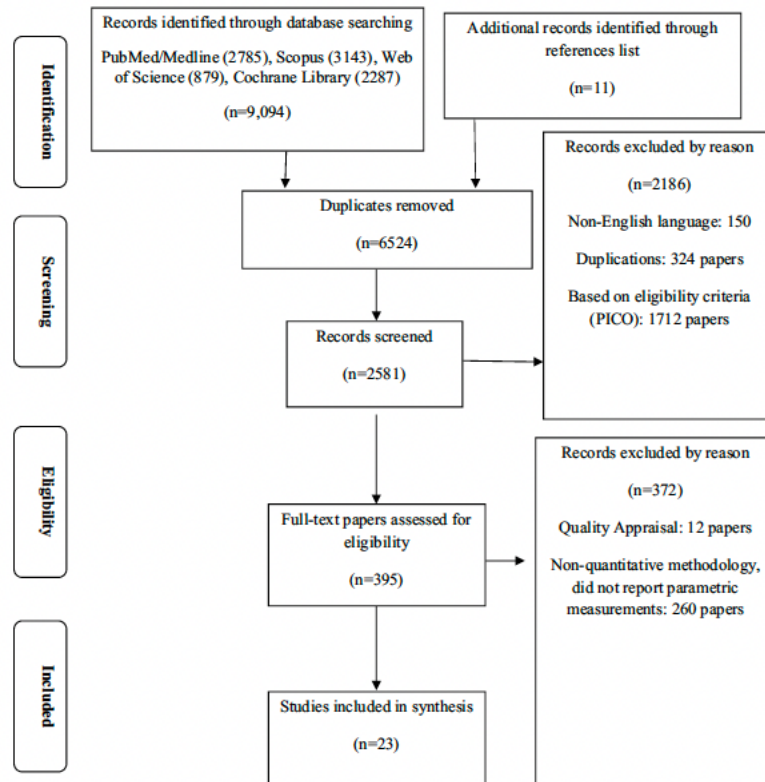 Identification
Records identified through database searching
PubMed/Medline (2785), Scopus (3143), Web
of Science (879), Cochrane Library (2287)
(n=9,094)
Additional records identified through
references list
(n=11)
Duplicates removed
(n=6524)
Records excluded by reason
(n=2186)
Non-English language: 150
Duplications: 324 papers
Based on eligibility criteria
(PICO): 1712 papers
Screening
Records screened
(n=2581)
Eligibility
Full-text papers assessed for
eligibility
(n=395)
Records excluded by reason
(n=372)
Quality Appraisal: 12 papers
Non-quantitative methodology,
did not report parametric
measurements: 260 papers
Included
Studies included in synthesis
(n=23)